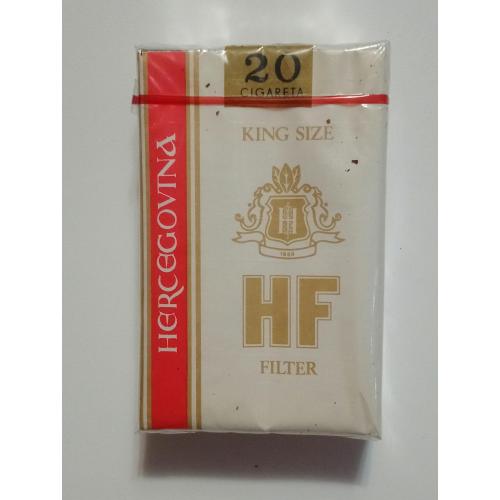 20
CIGARETA
KING SIZE
HERCEGOVINA
HF
FILTER